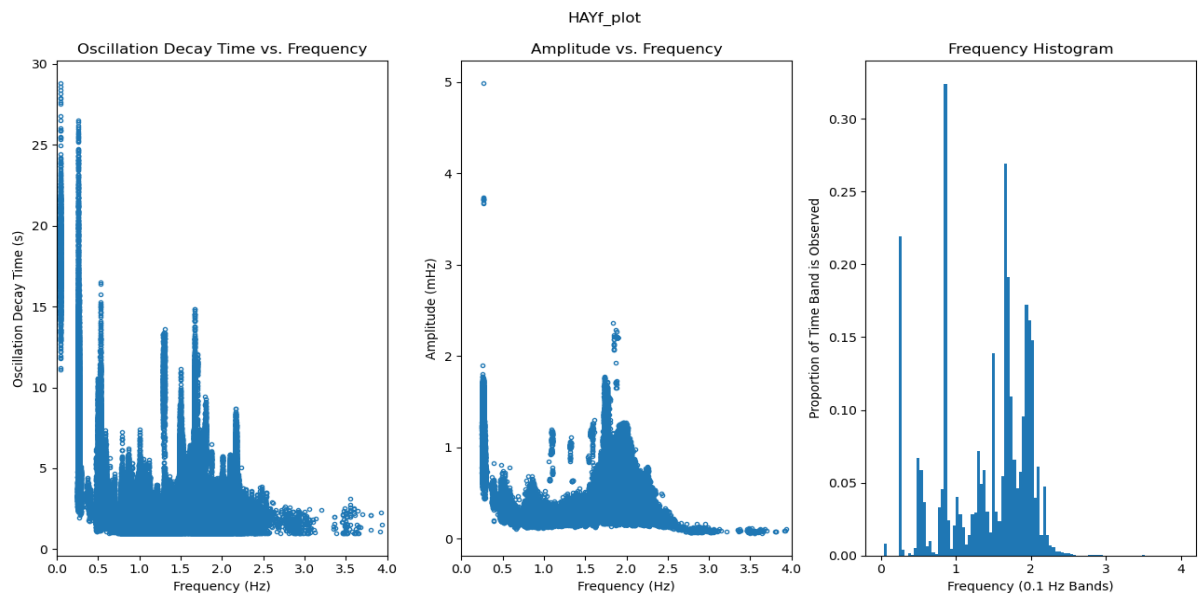 HAYf_plot
Oscillation Decay Time vs. Frequency
Oscillation Decay Time (s)
30
25
20
15
10
5
0
0.0 0.5 1.0 1.5 2.0 2.5 3.0 3.5 4.0
Frequency (Hz)
Amplitude vs. Frequency
Amplitude (mHz)
5
4
3
2
1
0
0.0 0.5 1.0 1.5 2.0 2.5 3.0 3.5 4.0
Frequency (Hz)
Frequency Histogram
Proportion of Time Band is Observed
0.30
0.25
0.20
0.15
0.10
0.05
0.00
0 1 2 3 4
Frequency (0.1 Hz Bands)